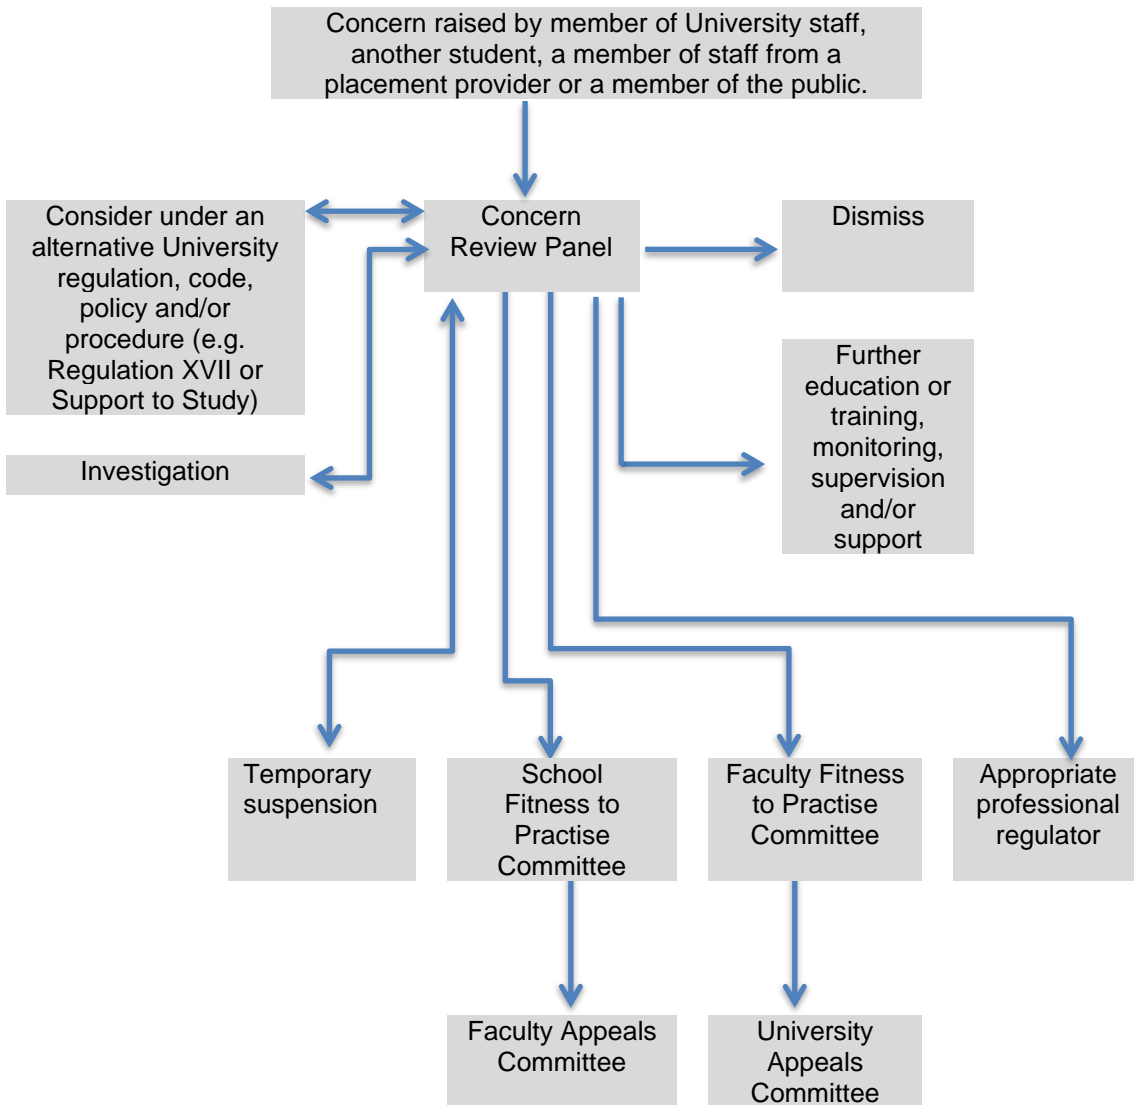 Concern raised by member of University staff,
another student, a member of staff from a
placement provider or a member of the public.
Consider under an
alternative University
regulation, code,
policy and/or
procedure (e.g.
Regulation XVII or
Support to Study)
Concern
Review Panel
Dismiss
Investigation
Further
education or
training,
monitoring,
supervision
and/or
support
Temporary
suspension
School
Fitness to
Practise
Committee
Faculty Fitness
to Practise
Committee
Appropriate
professional
regulator
Faculty Appeals
Committee
University
Appeals
Committee